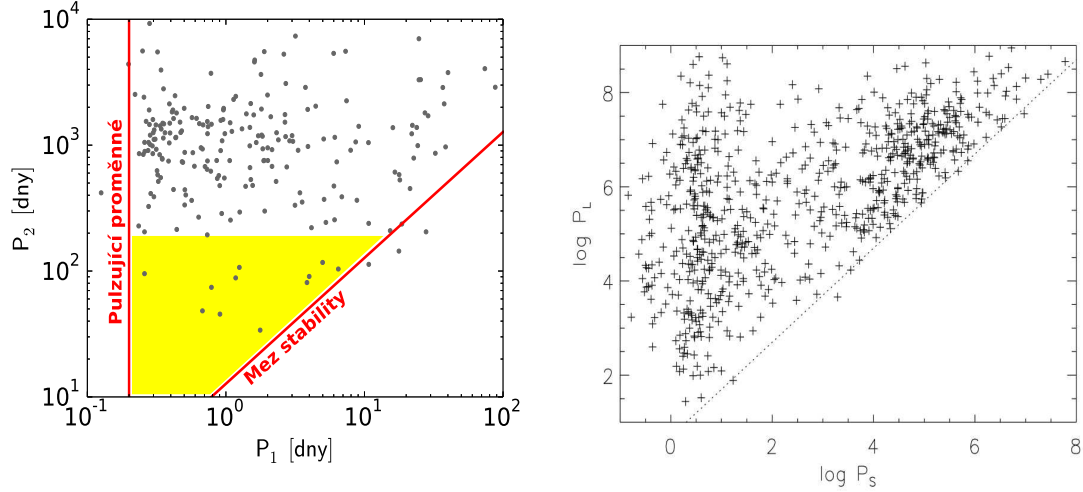 10^4
10^3
10^2
10^1
P_2 [dny]
Pulzující proměnné
Mez stability
10^-1
10^0
10^1
10^2
P_1 [dny]
8
6
4
2
log P_L
0
2
4
6
8
log P_S